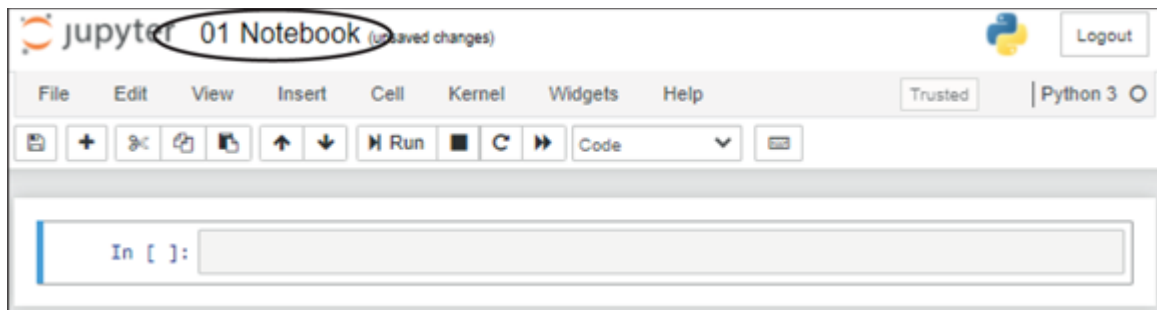 jupyter 01 Notebook (unsaved changes) Logout
File Edit View Insert Cell Kernel Widgets Help Trusted Python 3
Run Code
In [ ]: